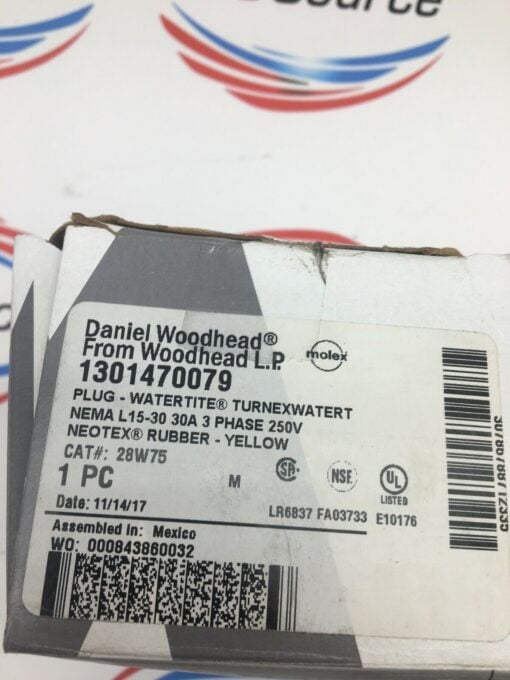 Source
Daniel Woodhead®
From Woodhead L.P.
molex
1301470079
PLUG - WATERTITE® TURNEXWATERT
NEMA L15-30 30A 3 PHASE 250V
NEOTEX® RUBBER - YELLOW
CAT#: 28W75
1 PC
M
NSF
UL
LISTED
Date: 11/14/17
LR6837 FA03733 E10176
Assembled In: Mexico
WO: 000843860032